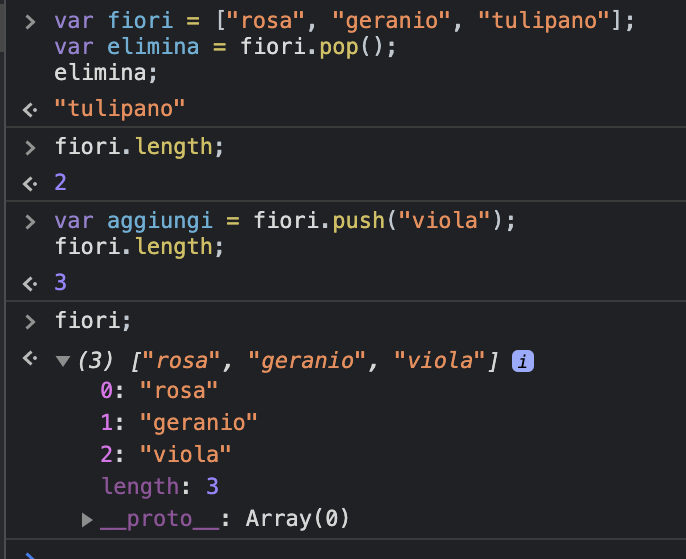 > var fiori = ["rosa", "geranio", "tulipano"];
var elimina = fiori.pop();
elimina;
"tulipano"
> fiori.length;
2
> var aggiungi = fiori.push("viola");
fiori.length;
3
> fiori;
▼(3) ["rosa", "geranio", "viola"] i
0: "rosa"
1: "geranio"
2: "viola"
length: 3
▶__proto__: Array(0)
>